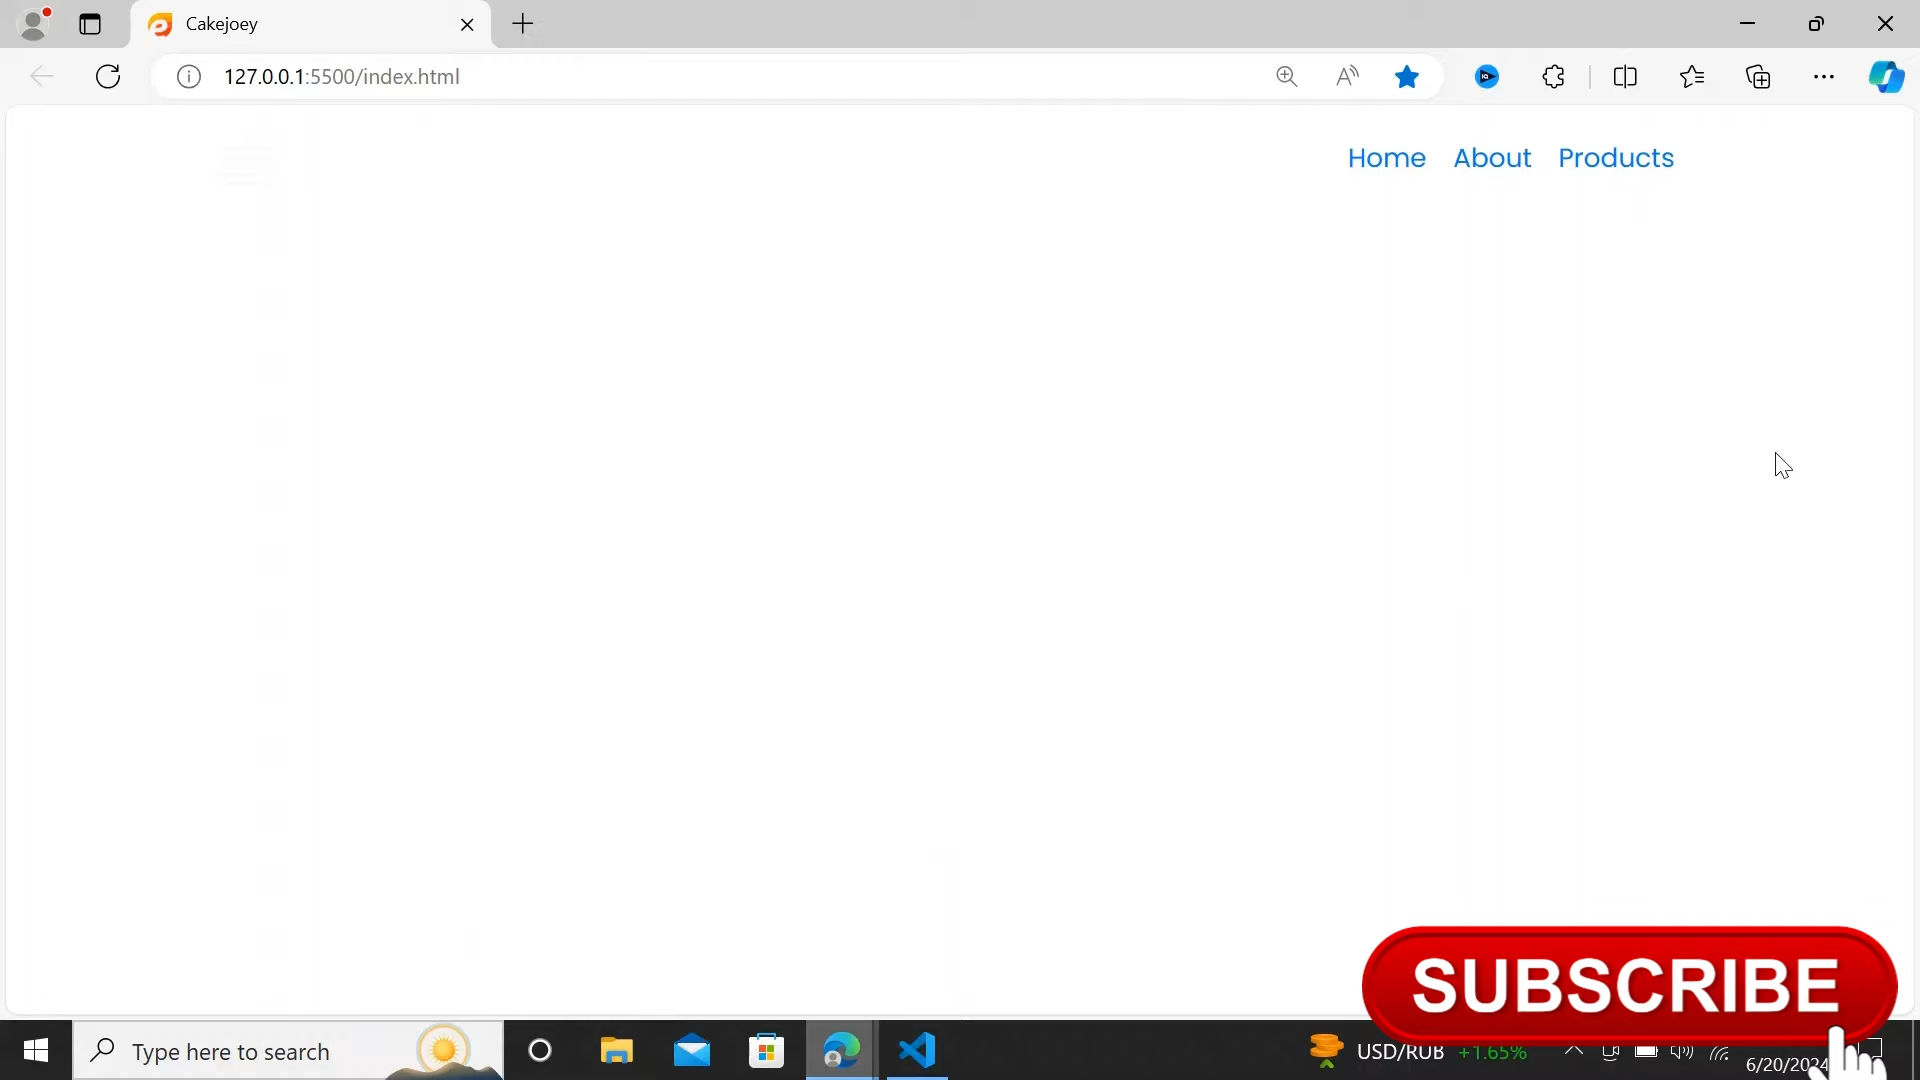 Cakejoey
127.0.0.1:5500/index.html
Home About Products
SUBSCRIBE
Type here to search
USD/RUB +1.65%
6/20/2024